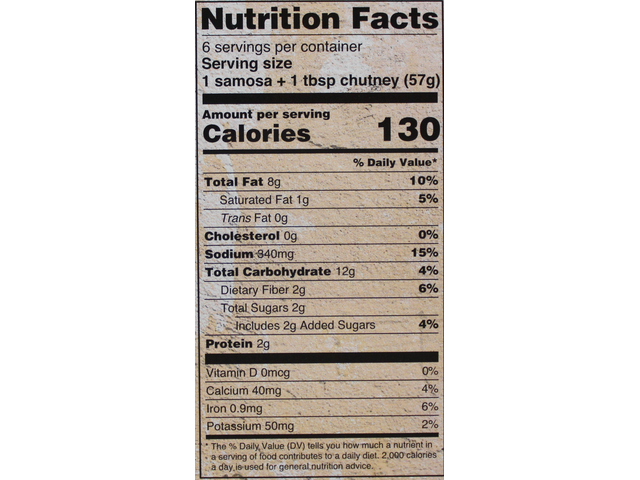 Nutrition Facts
6 servings per container
Serving size
1 samosa + 1 tbsp chutney (57g)
Amount per serving
Calories 130
% Daily Value*
Total Fat 8g 10%
Saturated Fat 1g 5%
Trans Fat 0g
Cholesterol 0g 0%
Sodium 340mg 15%
Total Carbohydrate 12g 4%
Dietary Fiber 2g 6%
Total Sugars 2g
Includes 2g Added Sugars 4%
Protein 2g
Vitamin D 0mcg 0%
Calcium 40mg 4%
Iron 0.9mg 6%
Potassium 50mg 2%
* The % Daily Value (DV) tells you how much a nutrient in
a serving of food contributes to a daily diet. 2,000 calories
a day is used for general nutrition advice.